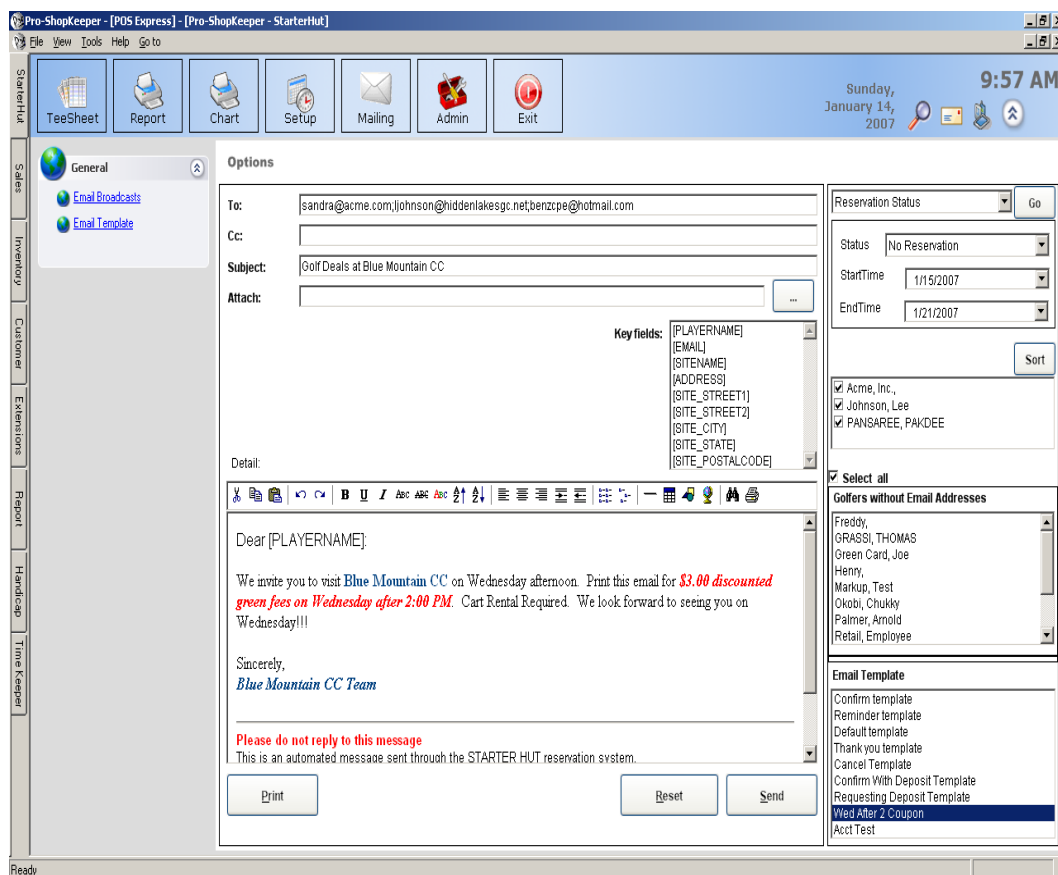 Pro-ShopKeeper - [POS Express] - [Pro-ShopKeeper - StarterHut]
File View Tools Help Go to
StarterHut
Sales
Inventory
Customer
Extensions
Report
Handicap
Time Keeper
TeeSheet
Report
Chart
Setup
Mailing
Admin
Exit
Sunday,
January 14,
2007
9:57 AM
General
Email Broadcasts
Email Template
Options
To: sandra@acme.com;ljohnson@hiddenlakesgc.net;benzcpe@hotmail.com
Cc:
Subject: Golf Deals at Blue Mountain CC
Attach: ...
Key fields:
[PLAYERNAME]
[EMAIL]
[SITENAME]
[ADDRESS]
[SITE_STREET1]
[SITE_STREET2]
[SITE_CITY]
[SITE_STATE]
[SITE_POSTALCODE]
Detail:
B U I ABC ABC ABC
Dear [PLAYERNAME]:
We invite you to visit Blue Mountain CC on Wednesday afternoon. Print this email for $3.00 discounted
green fees on Wednesday after 2:00 PM. Cart Rental Required. We look forward to seeing you on
Wednesday!!!
Sincerely,
Blue Mountain CC Team
Please do not reply to this message
This is an automated message sent through the STARTER HUT reservation system.
Print
Reset
Send
Reservation Status
Go
Status No Reservation
StartTime 1/15/2007
EndTime 1/21/2007
Sort
Acme, Inc.,
Johnson, Lee
PANSAREE, PAKDEE
Select all
Golfers without Email Addresses
Freddy,
GRASSI, THOMAS
Green Card, Joe
Henry,
Markup, Test
Okobi, Chukky
Palmer, Arnold
Retail, Employee
Email Template
Confirm template
Reminder template
Default template
Thank you template
Cancel Template
Confirm With Deposit Template
Requesting Deposit Template
Wed After 2 Coupon
Acct Test
Ready